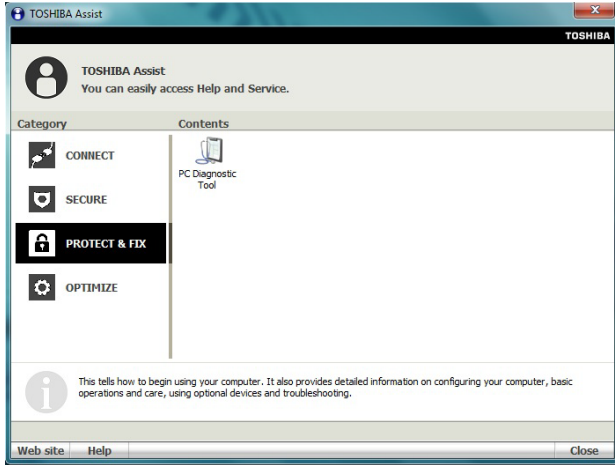 TOSHIBA Assist
TOSHIBA
TOSHIBA Assist
You can easily access Help and Service.
Category
Contents
CONNECT
SECURE
PROTECT & FIX
OPTIMIZE
PC Diagnostic
Tool
This tells how to begin using your computer. It also provides detailed information on configuring your computer, basic
operations and care, using optional devices and troubleshooting.
Web site Help Close